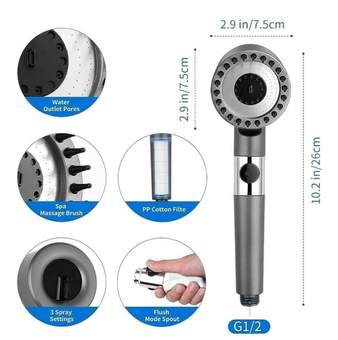 2.9 in/7.5cm
2.9 in/7.5cm
Water
Outlet Pores
Spa
Massage Brush
PP Cotton Filte
10.2 in/26cm
3 Spray
Settings
Flush
Mode Spout
G1/2